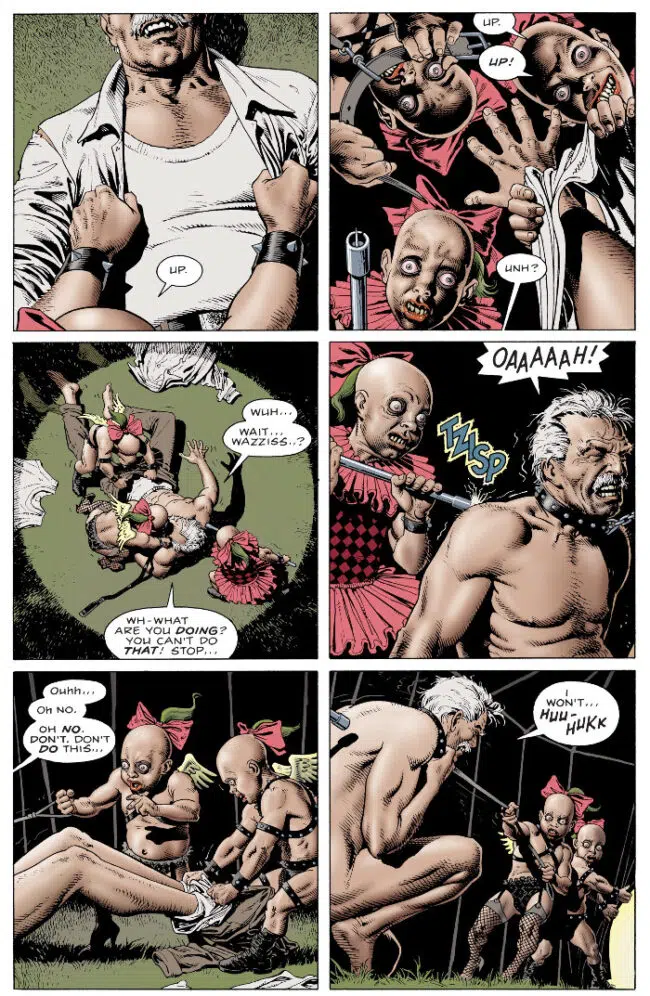 UP.
UP.
UP!
UNH?
WUH...
WAIT...
WAZZISS..?
WH-WHAT
ARE YOU DOING?
YOU CAN'T DO
THAT! STOP...
OAAAAAH!
TZISP
Ouhh...
Oh No.
OH NO.
DON'T. DON'T
DO THIS...
I
WON'T...
HUU-
HUKK